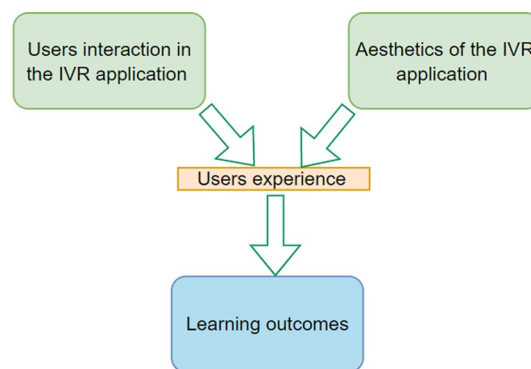 Users interaction in
the IVR application
Aesthetics of the IVR
application
Users experience
Learning outcomes